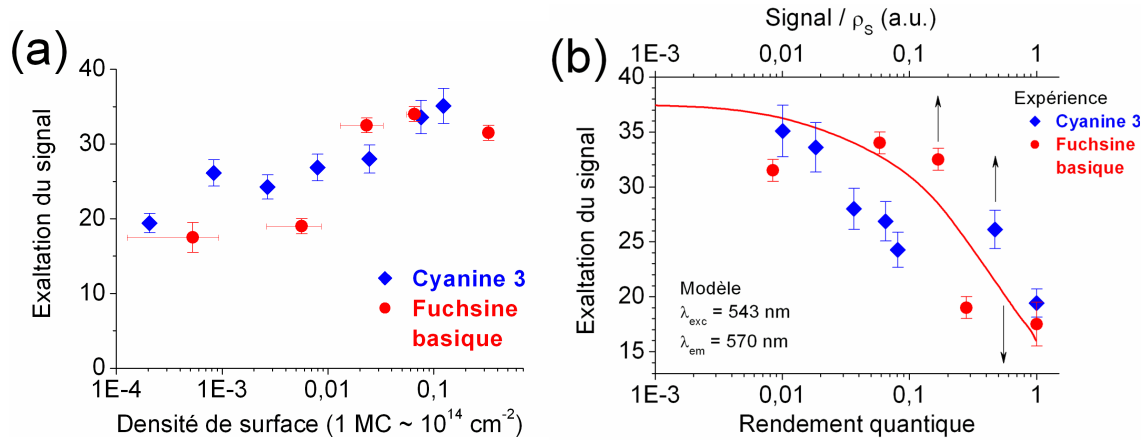 (a)
Exaltation du signal
40
30
20
10
0
1E-4
1E-3
0,01
0,1
Densité de surface (1 MC ~ 10¹⁴ cm⁻²)
Cyanine 3
Fuchsine
basique
(b)
Signal / ρS (a.u.)
1E-3
0,01
0,1
1
Exaltation du signal
40
35
30
25
20
15
Expérience
Cyanine 3
Fuchsine
basique
Modèle
λexc = 543 nm
λem = 570 nm
1E-3
0,01
0,1
1
Rendement quantique